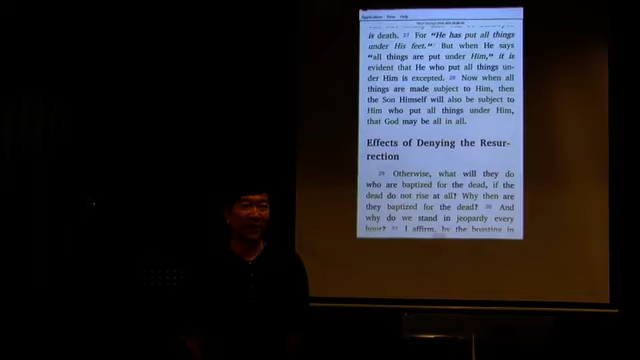 Applications View Help
is death. 27 For "He has put all things
under His feet." But when He says
"all things are put under Him," it is
evident that He who put all things un-
der Him is excepted. 28 Now when all
things are made subject to Him, then
the Son Himself will also be subject to
Him who put all things under Him,
that God may be all in all.
Effects of Denying the Resur-
rection
29 Otherwise, what will they do
who are baptized for the dead, if the
dead do not rise at all? Why then are
they baptized for the dead? 30 And
why do we stand in jeopardy every
hour? 31 I affirm, by the boasting in